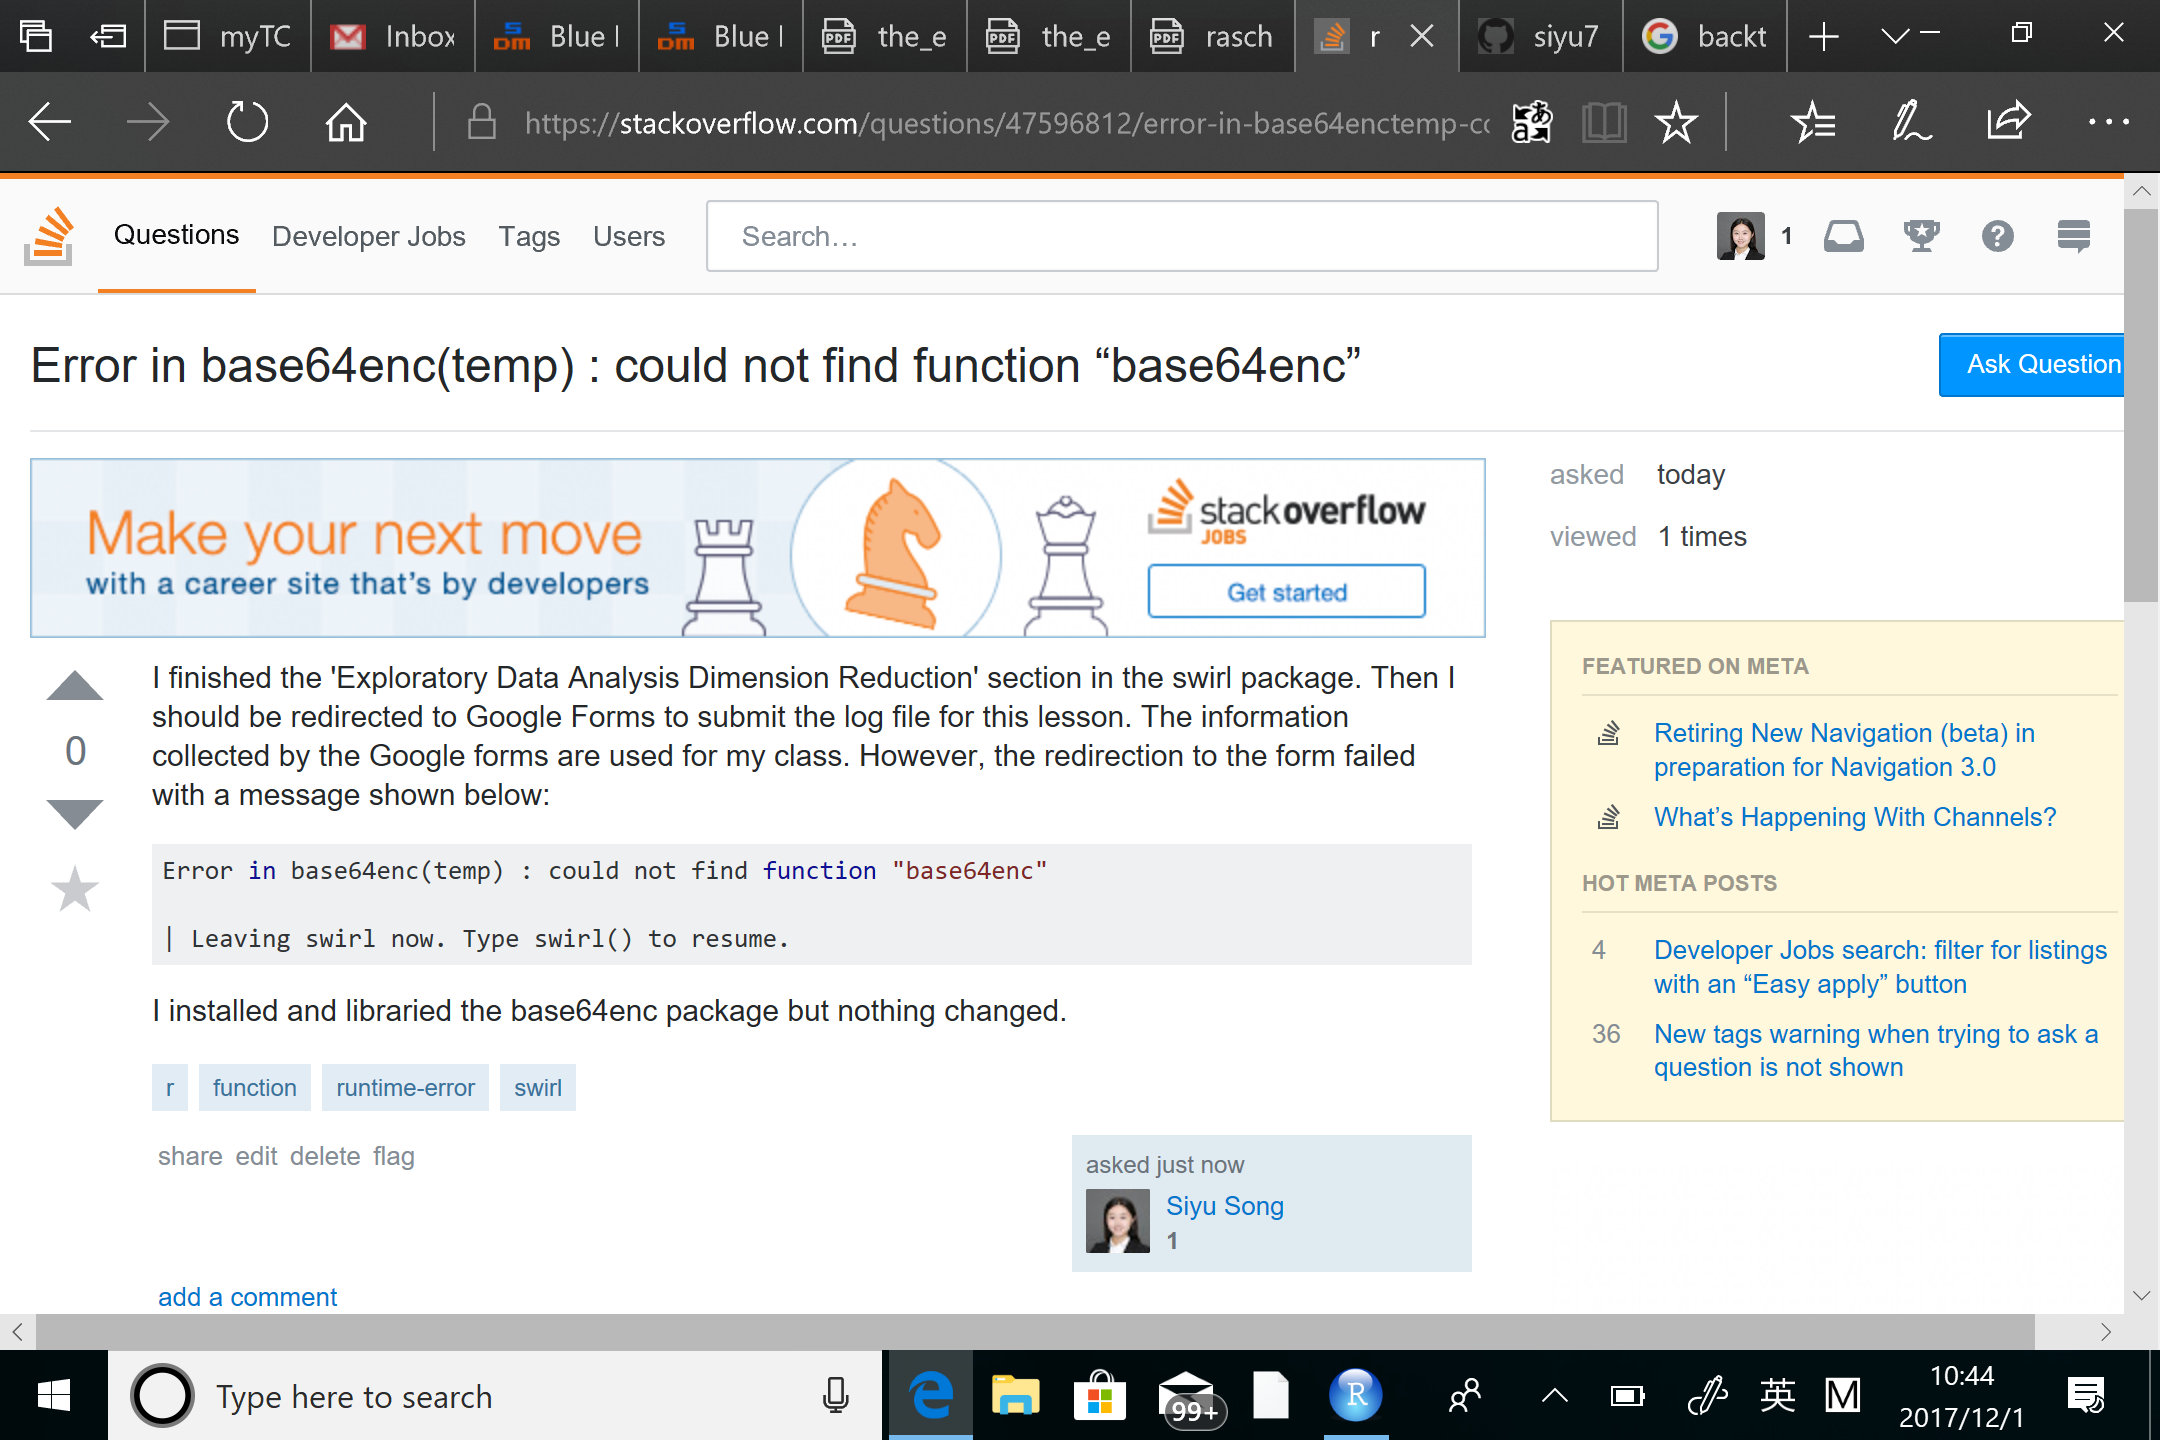 myTC
Inbox
Blue
Blue
the_e
the_e
rasch
r
siyu7
backt
https://stackoverflow.com/questions/47596812/error-in-base64enctemp-co
Questions
Developer Jobs
Tags
Users
Search…
1
Error in base64enc(temp) : could not find function “base64enc”
Ask Question
Make your next move
with a career site that's by developers
stackoverflow
JOBS
Get started
asked today
viewed 1 times
I finished the 'Exploratory Data Analysis Dimension Reduction' section in the swirl package. Then I
should be redirected to Google Forms to submit the log file for this lesson. The information
collected by the Google forms are used for my class. However, the redirection to the form failed
with a message shown below:
0
Error in base64enc(temp) : could not find function "base64enc"
| Leaving swirl now. Type swirl() to resume.
I installed and libraried the base64enc package but nothing changed.
r function runtime-error swirl
share edit delete flag
asked just now
Siyu Song
1
add a comment
FEATURED ON META
Retiring New Navigation (beta) in
preparation for Navigation 3.0
What’s Happening With Channels?
HOT META POSTS
4 Developer Jobs search: filter for listings
with an “Easy apply” button
36 New tags warning when trying to ask a
question is not shown
Type here to search
99+
R
英
M
10:44
2017/12/1